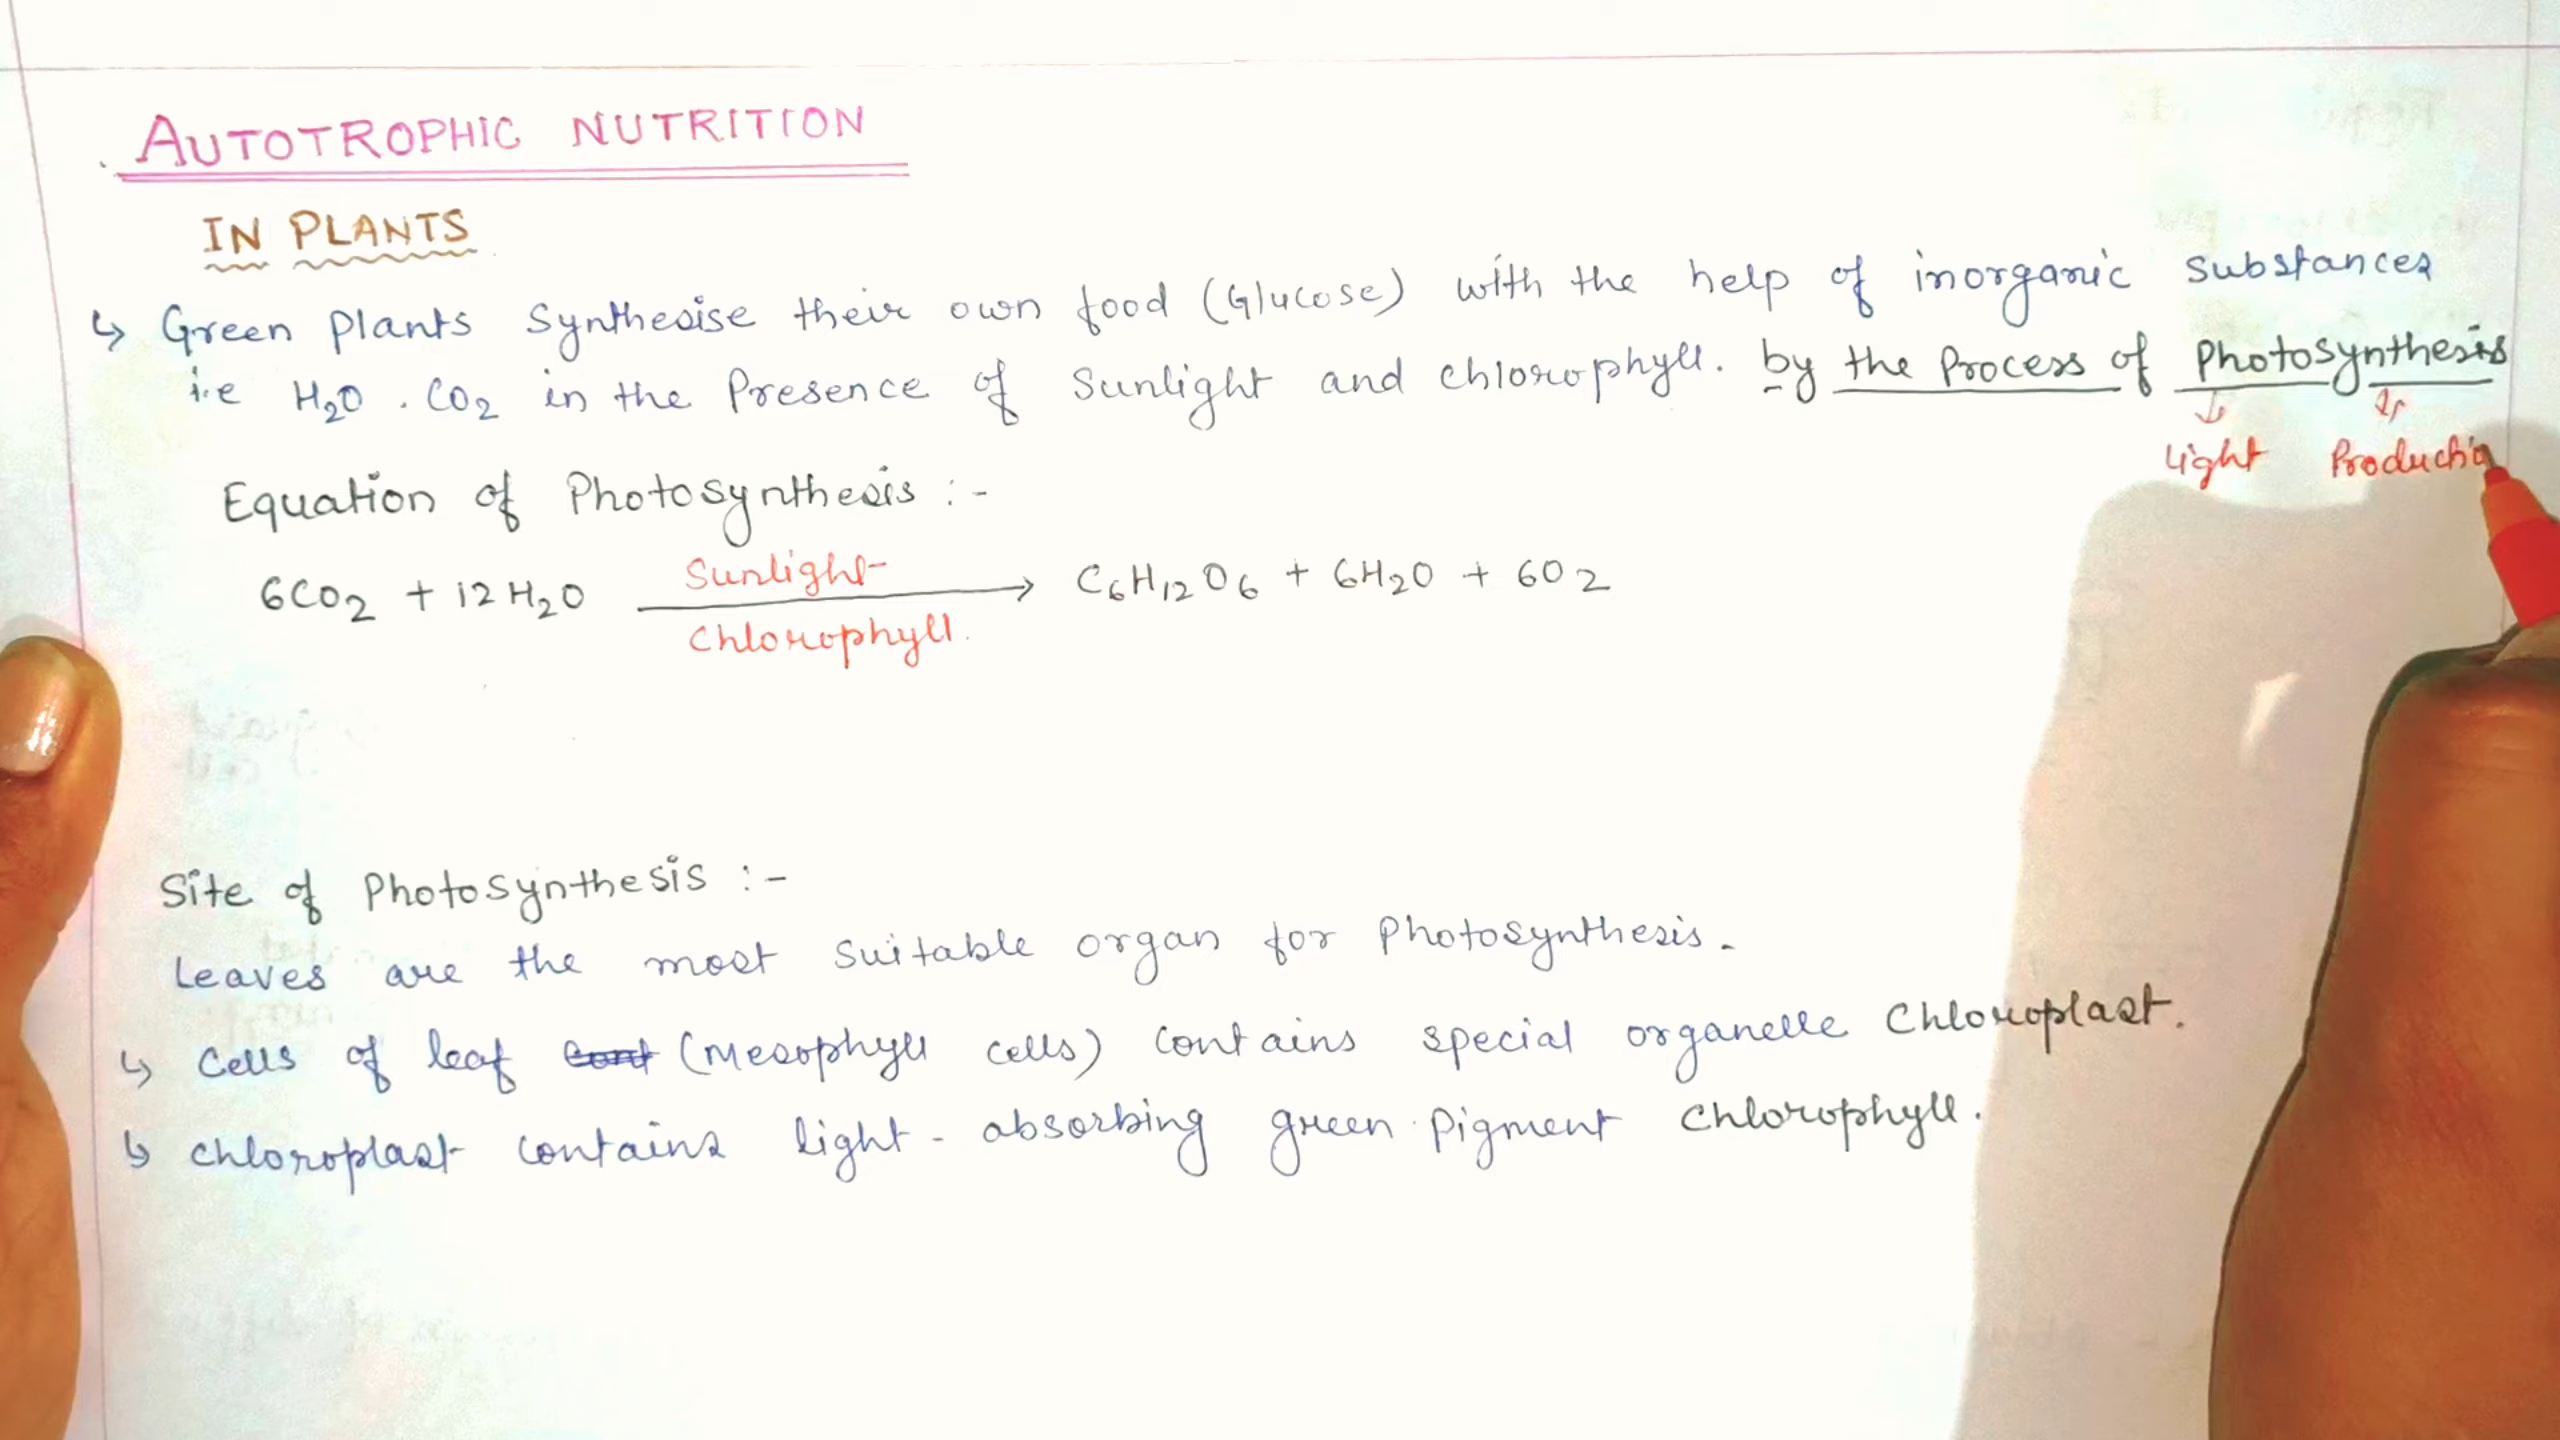 AUTOTROPHIC NUTRITION
IN PLANTS
↳ Green plants synthesise their own food (Glucose) with the help of inorganic substances
i.e H₂O . CO₂ in the Presence of Sunlight and chlorophyll. by the Process of Photosynthesis
light Productio
Equation of Photosynthesis :-
Sunlight
6CO₂ + 12H₂O → C₆H₁₂O₆ + 6H₂O + 6O₂
Chlorophyll.
Site of Photosynthesis :-
Leaves are the most suitable organ for Photosynthesis.
↳ Cells of leaf cont (Mesophyll cells) contains special organelle Chloroplast.
↳ chloroplast contains light - absorbing green Pigment chlorophyll.